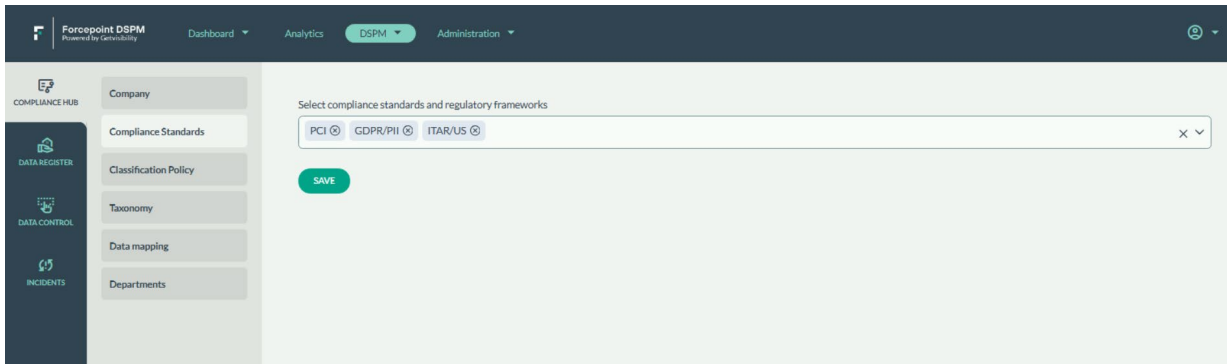 Forcepoint DSPM
Powered by Getvisibility
Dashboard
Analytics
DSPM
Administration
COMPLIANCE HUB
DATA REGISTER
DATA CONTROL
INCIDENTS
Company
Compliance Standards
Classification Policy
Taxonomy
Data mapping
Departments
Select compliance standards and regulatory frameworks
PCI GDPR/PII ITAR/US
SAVE